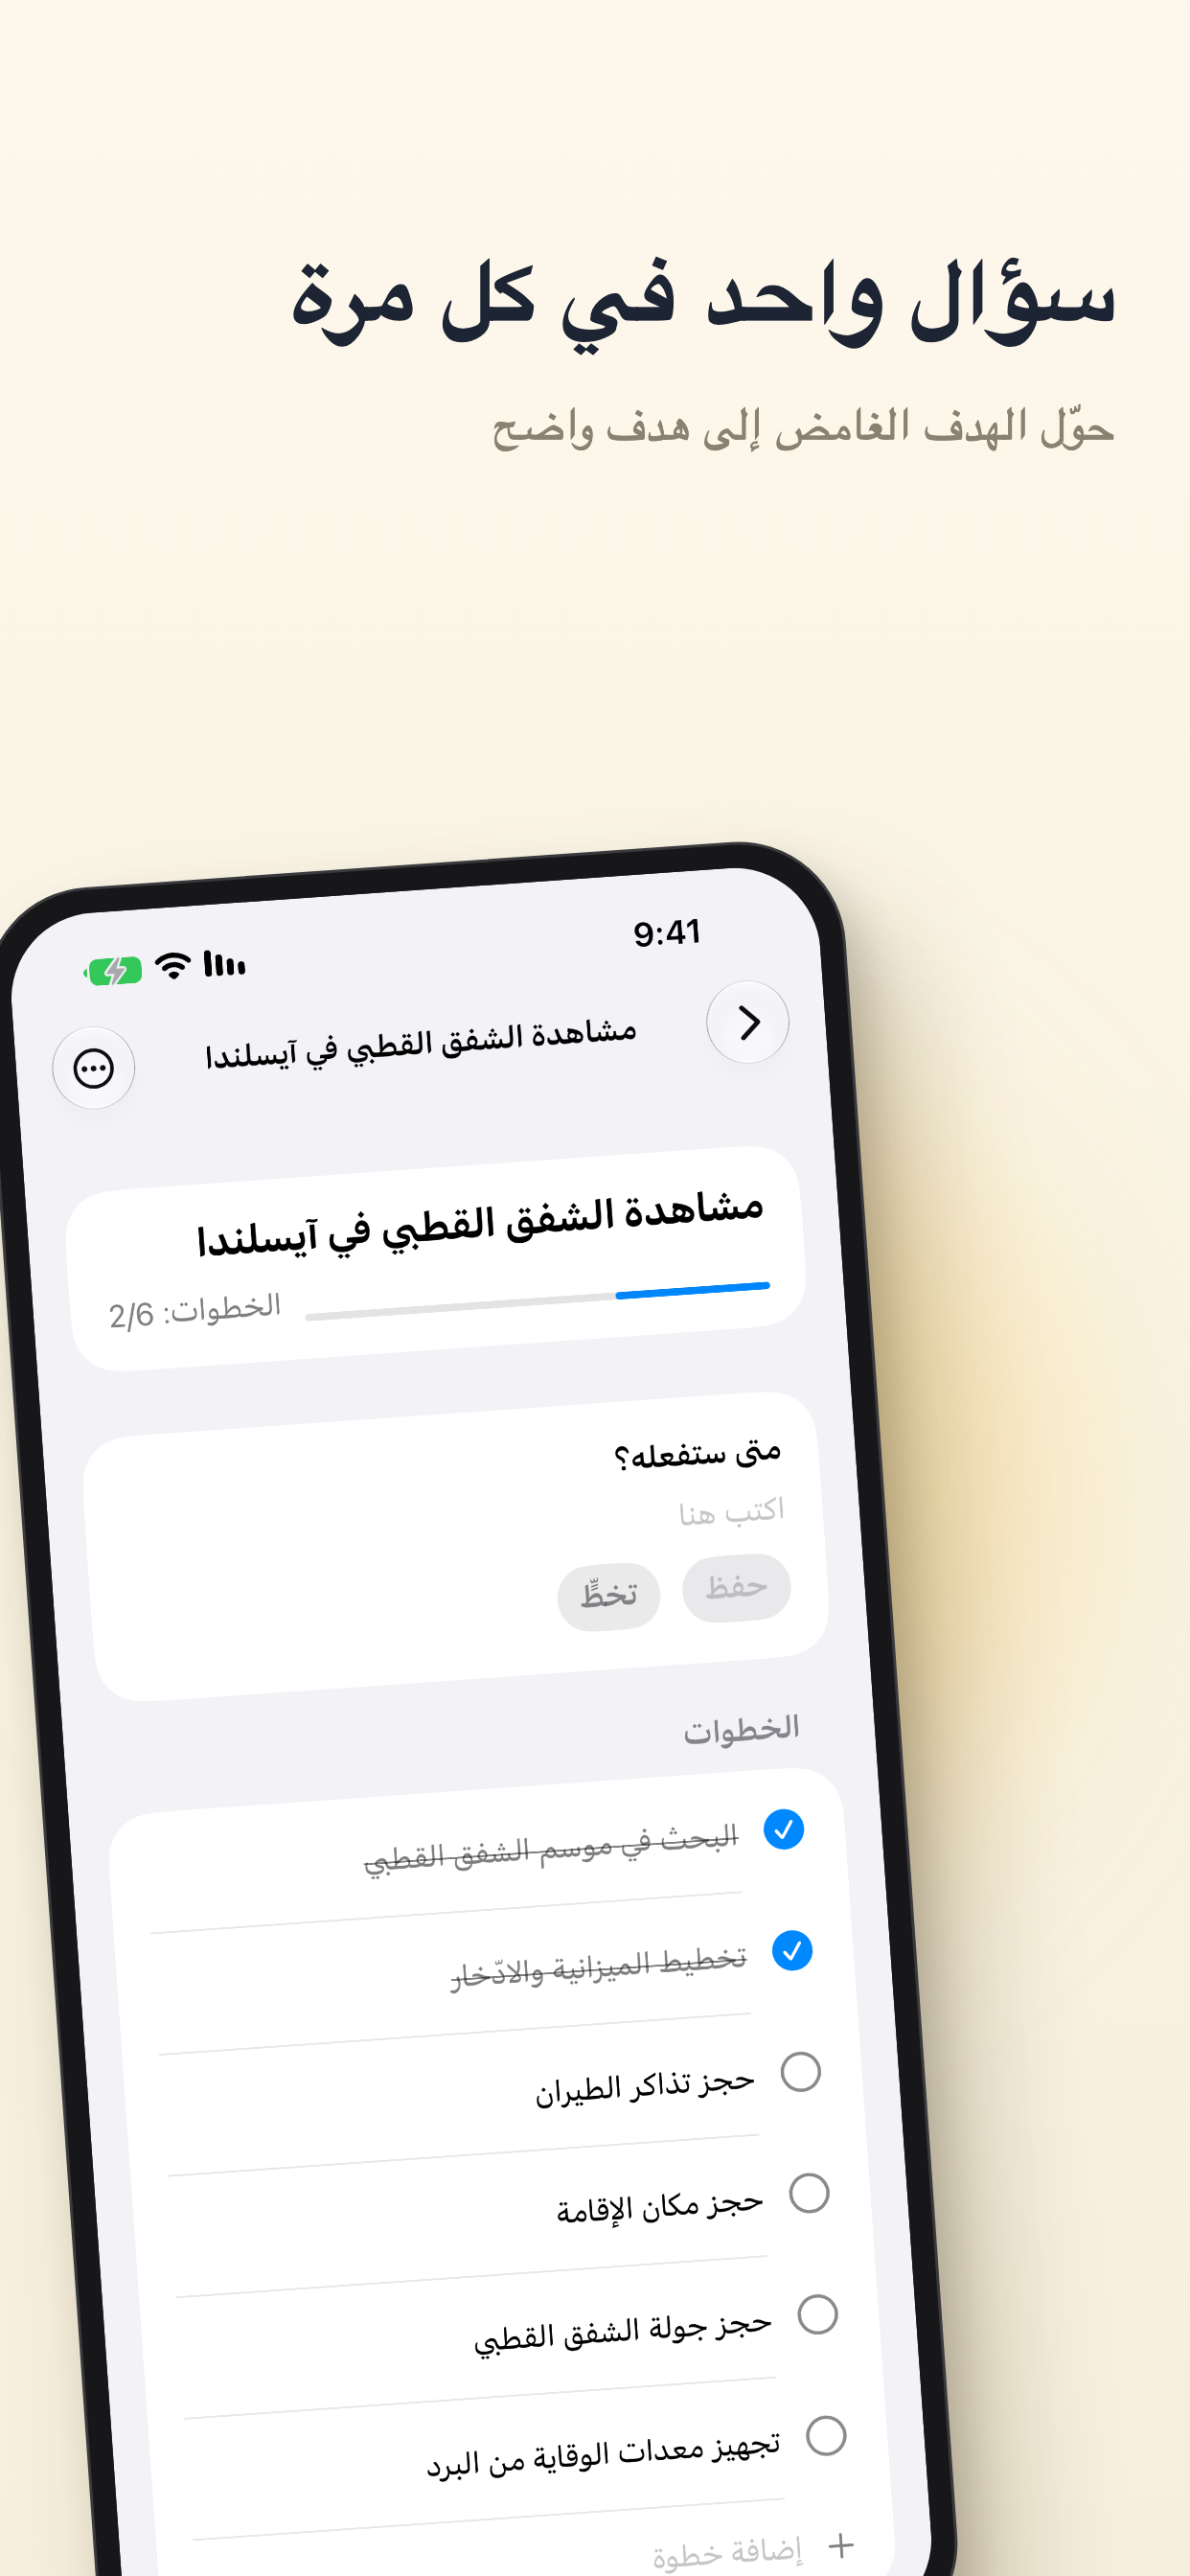 سؤال واحد في كل مرة
حوّل الهدف الغامض إلى هدف واضح
9:41
مشاهدة الشفق القطبي في آيسلندا
مشاهدة الشفق القطبي في آيسلندا
الخطوات: 2/6
متى ستفعله؟
اكتب هنا
حفظ
تخطٍّ
الخطوات
البحث في موسم الشفق القطبي
تخطيط الميزانية والادّخار
حجز تذاكر الطيران
حجز مكان الإقامة
حجز جولة الشفق القطبي
تجهيز معدات الوقاية من البرد
إضافة خطوة